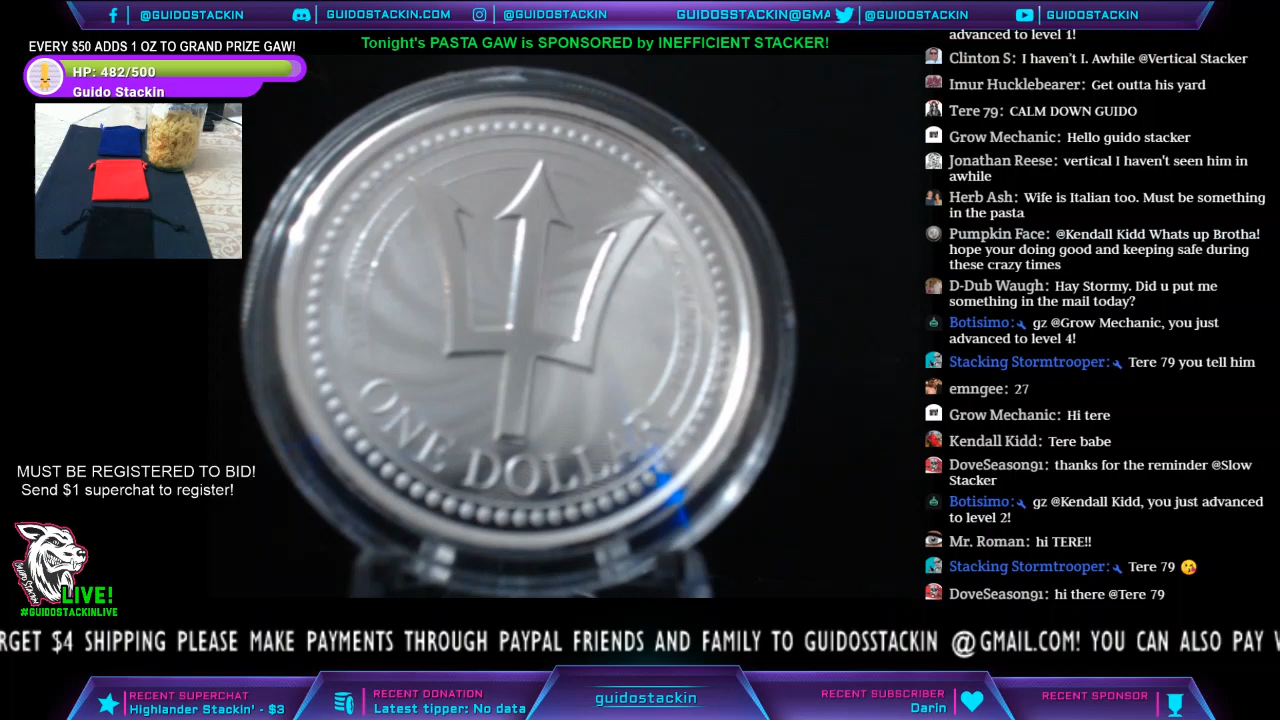 @GUIDOSTACKIN
GUIDOSTACKIN.COM
@GUIDOSTACKIN
GUIDOSSTACKIN@GMA
@GUIDOSTACKIN
GUIDOSTACKIN
EVERY $50 ADDS 1 OZ TO GRAND PRIZE GAW!
HP: 482/500
Guido Stackin
Tonight's PASTA GAW is SPONSORED by INEFFICIENT STACKER!
ONE DOLLAR
MUST BE REGISTERED TO BID!
Send $1 superchat to register!
GUIDO STACKIN
LIVE!
#GUIDOSTACKINLIVE
advanced to level 1!
Clinton S: I haven't I. Awhile @Vertical Stacker
Imur Hucklebearer: Get outta his yard
Tere 79: CALM DOWN GUIDO
Grow Mechanic: Hello guido stacker
Jonathan Reese: vertical I haven't seen him in
awhile
Herb Ash: Wife is Italian too. Must be something
in the pasta
Pumpkin Face: @Kendall Kidd Whats up Brotha!
hope your doing good and keeping safe during
these crazy times
D-Dub Waugh: Hay Stormy. Did u put me
something in the mail today?
Botisimo: gz @Grow Mechanic, you just
advanced to level 4!
Stacking Stormtrooper: Tere 79 you tell him
emngee: 27
Grow Mechanic: Hi tere
Kendall Kidd: Tere babe
DoveSeason91: thanks for the reminder @Slow
Stacker
Botisimo: gz @Kendall Kidd, you just advanced
to level 2!
Mr. Roman: hi TERE!!
Stacking Stormtrooper: Tere 79 😘
DoveSeason91: hi there @Tere 79
RGET $4 SHIPPING PLEASE MAKE PAYMENTS THROUGH PAYPAL FRIENDS AND FAMILY TO GUIDOSSTACKIN @GMAIL.COM! YOU CAN ALSO PAY
RECENT SUPERCHAT
Highlander Stackin' - $3
RECENT DONATION
Latest tipper: No data
guidostackin
RECENT SUBSCRIBER
Darin
RECENT SPONSOR